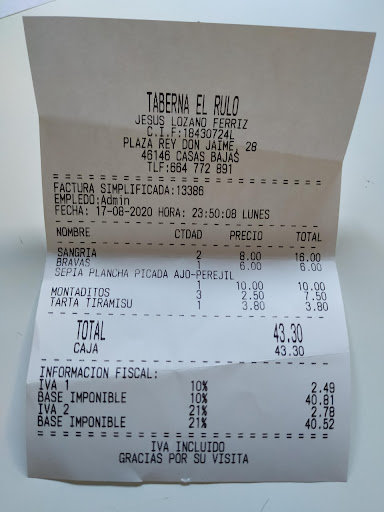 TABERNA EL RULO
JESUS LOZANO FERRIZ
C.I.F:18430724L
PLAZA REY DON JAIME, 28
46146 CASAS BAJAS
TLF:664 772 891
FACTURA SIMPLIFICADA:13386
EMPLEDO:Admin
FECHA: 17-08-2020 HORA: 23:50:08 LUNES
NOMBRE CTDAD PRECIO TOTAL
SANGRIA 2 8.00 16.00
BRAVAS 1 6.00 6.00
SEPIA PLANCHA PICADA AJO-PEREJIL
1 10.00 10.00
MONTADITOS 3 2.50 7.50
TARTA TIRAMISU 1 3.80 3.80
TOTAL 43.30
CAJA 43.30
INFORMACION FISCAL:
IVA 1 10% 2.49
BASE IMPONIBLE 10% 40.81
IVA 2 21% 2.78
BASE IMPONIBLE 21% 40.52
IVA INCLUIDO
GRACIAS POR SU VISITA